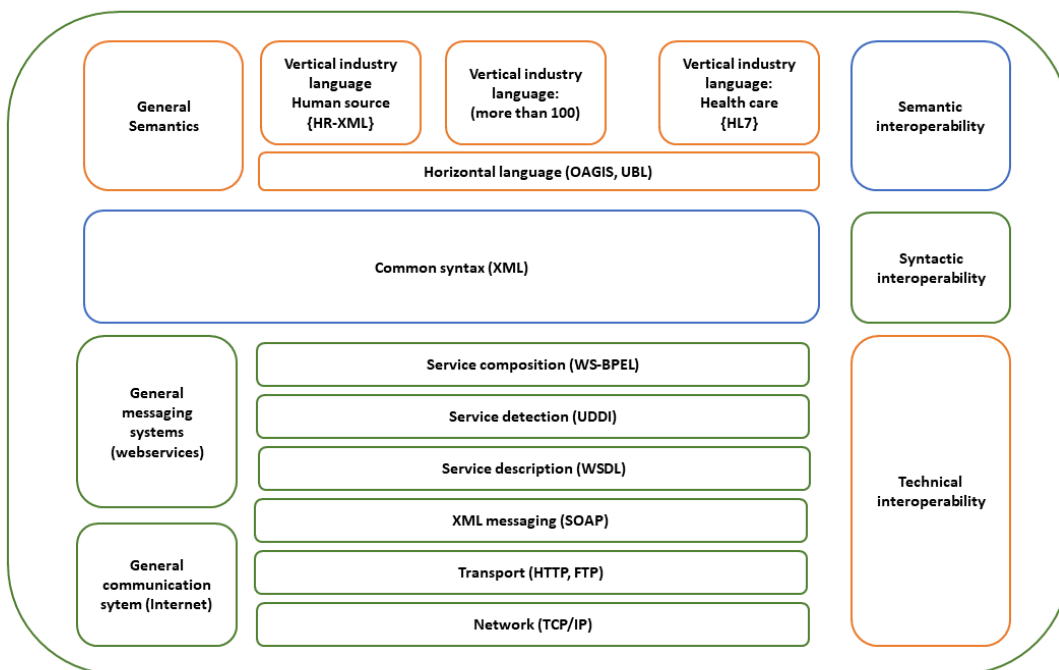 General
Semantics
Vertical industry
language
Human source
{HR-XML}
Vertical industry
language:
(more than 100)
Vertical industry
language:
Health care
{HL7}
Semantic
interoperability
Horizontal language (OAGIS, UBL)
Common syntax (XML)
Syntactic
interoperability
General
messaging
systems
(webservices)
Service composition (WS-BPEL)
Service detection (UDDI)
Service description (WSDL)
Technical
interoperability
General
communication
sytem (Internet)
XML messaging (SOAP)
Transport (HTTP, FTP)
Network (TCP/IP)